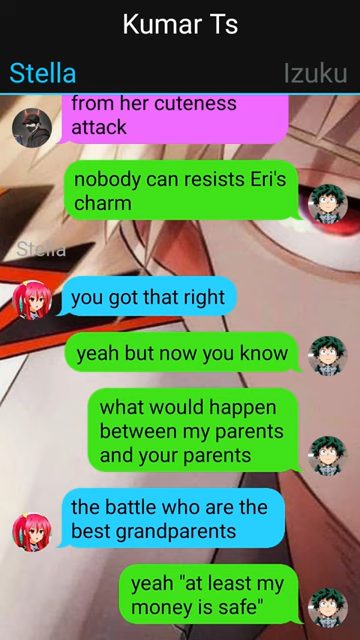 Kumar Ts
Stella
Izuku
from her cuteness
attack
nobody can resists Eri's
charm
Stella
you got that right
yeah but now you know
what would happen
between my parents
and your parents
the battle who are the
best grandparents
yeah "at least my
money is safe"